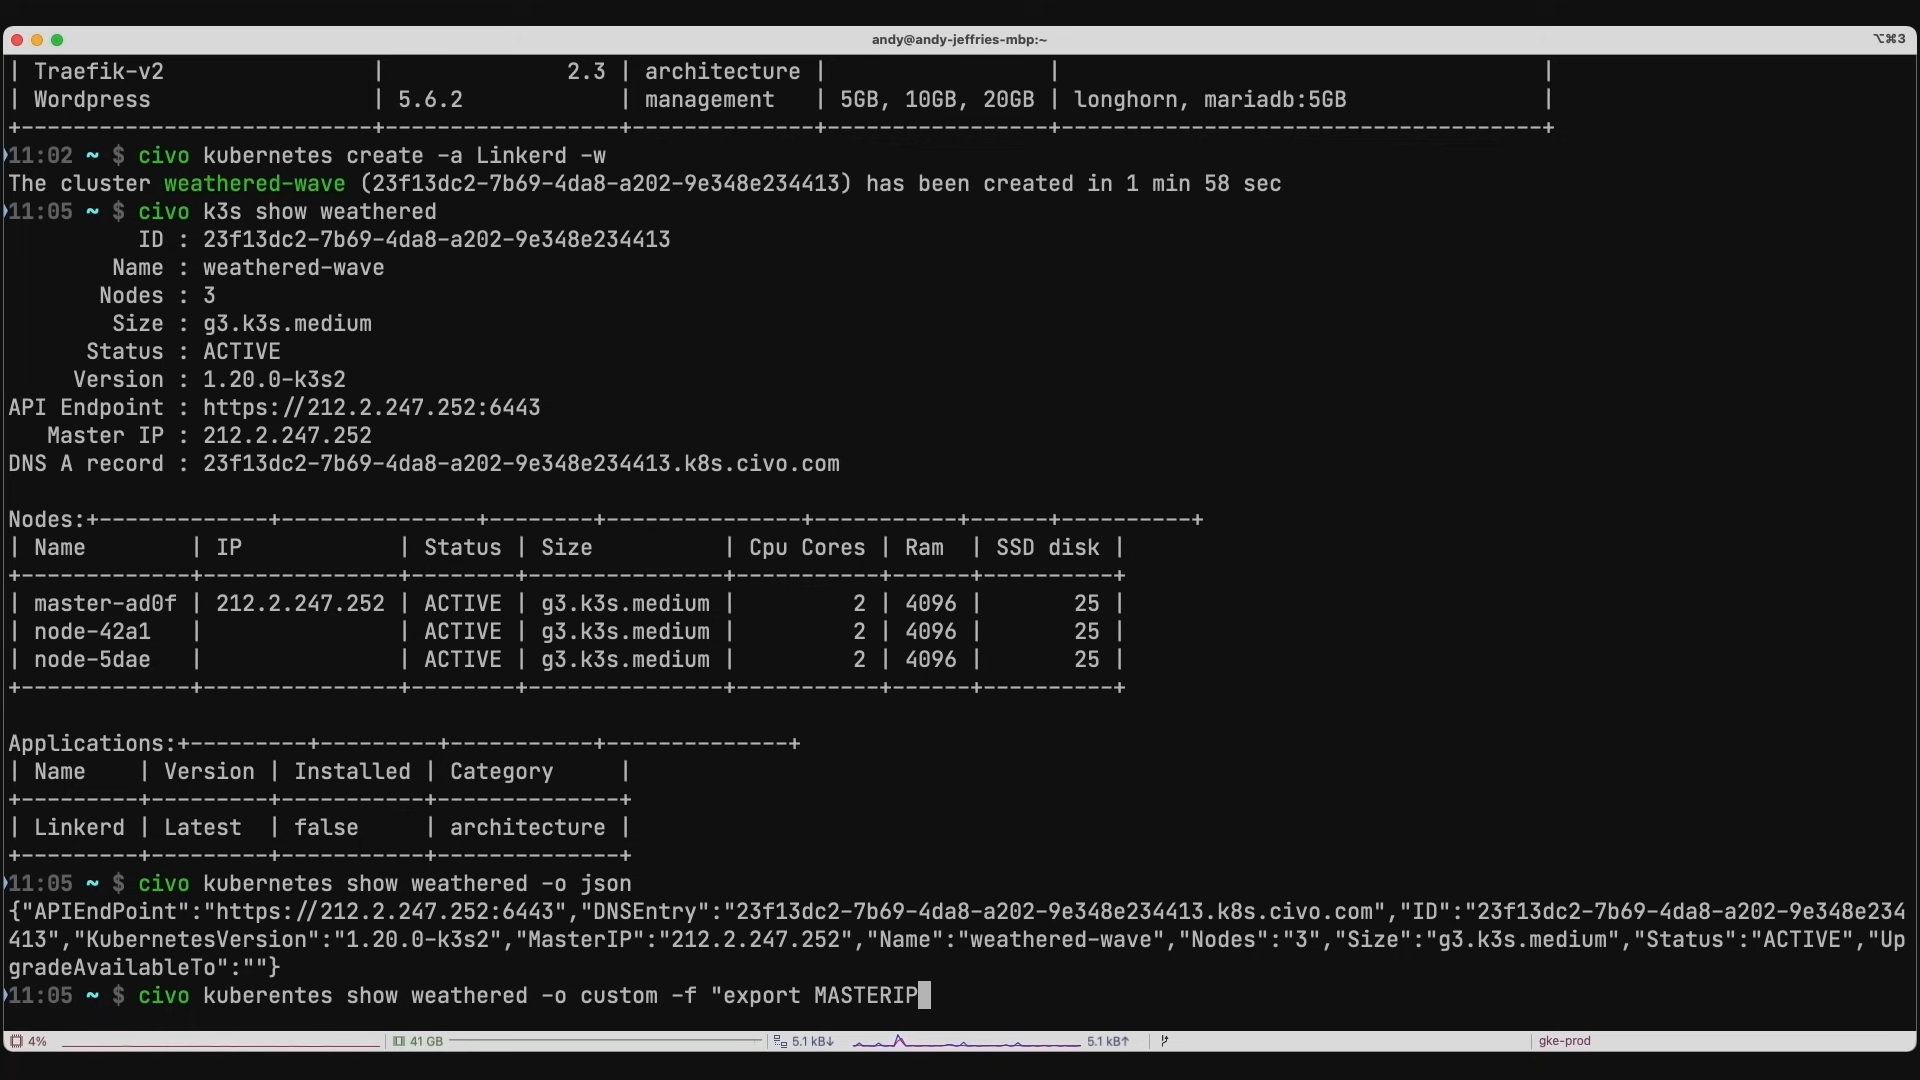 andy@andy-jeffries-mbp:~
⌥⌘3
| Traefik-v2                |              2.3 | architecture |                 |                                     |
| Wordpress                 | 5.6.2            | management   | 5GB, 10GB, 20GB | longhorn, mariadb:5GB               |
+---------------------------+------------------+--------------+-----------------+-------------------------------------+
11:02 ~ $ civo kubernetes create -a Linkerd -w
The cluster weathered-wave (23f13dc2-7b69-4da8-a202-9e348e234413) has been created in 1 min 58 sec
11:05 ~ $ civo k3s show weathered
ID : 23f13dc2-7b69-4da8-a202-9e348e234413
Name : weathered-wave
Nodes : 3
Size : g3.k3s.medium
Status : ACTIVE
Version : 1.20.0-k3s2
API Endpoint : https://212.2.247.252:6443
Master IP : 212.2.247.252
DNS A record : 23f13dc2-7b69-4da8-a202-9e348e234413.k8s.civo.com
Nodes:+-------------+---------------+--------+---------------+-----------+------+----------+
| Name        | IP            | Status | Size          | Cpu Cores | Ram  | SSD disk |
+-------------+---------------+--------+---------------+-----------+------+----------+
| master-ad0f | 212.2.247.252 | ACTIVE | g3.k3s.medium |         2 | 4096 |       25 |
| node-42a1   |               | ACTIVE | g3.k3s.medium |         2 | 4096 |       25 |
| node-5dae   |               | ACTIVE | g3.k3s.medium |         2 | 4096 |       25 |
+-------------+---------------+--------+---------------+-----------+------+----------+
Applications:+---------+---------+-----------+--------------+
| Name    | Version | Installed | Category     |
+---------+---------+-----------+--------------+
| Linkerd | Latest  | false     | architecture |
+---------+---------+-----------+--------------+
11:05 ~ $ civo kubernetes show weathered -o json
{"APIEndPoint":"https://212.2.247.252:6443","DNSEntry":"23f13dc2-7b69-4da8-a202-9e348e234413.k8s.civo.com","ID":"23f13dc2-7b69-4da8-a202-9e348e234
413","KubernetesVersion":"1.20.0-k3s2","MasterIP":"212.2.247.252","Name":"weathered-wave","Nodes":"3","Size":"g3.k3s.medium","Status":"ACTIVE","Up
gradeAvailableTo":""}
11:05 ~ $ civo kuberentes show weathered -o custom -f "export MASTERIP
4% 41 GB 5.1 kB↓ 5.1 kB↑ gke-prod